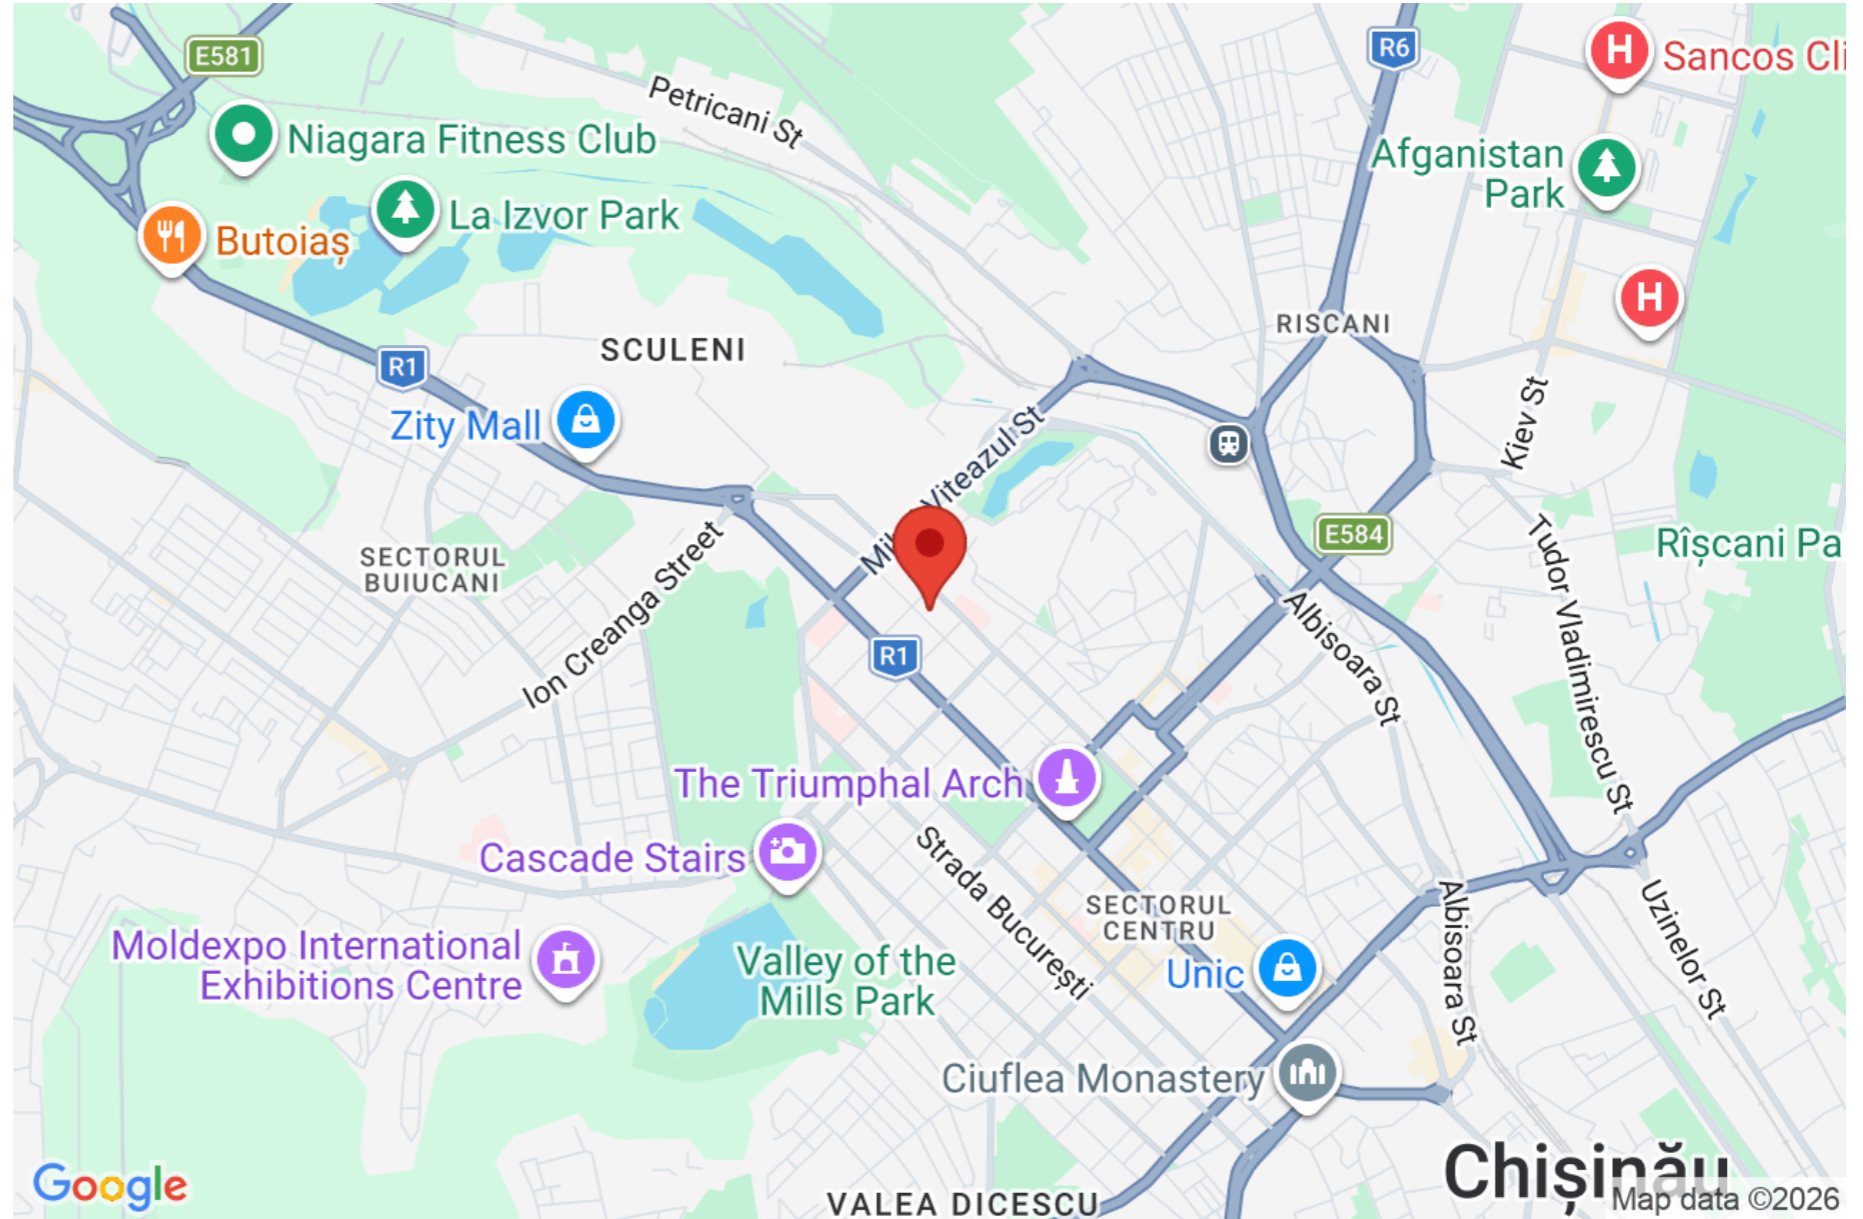 E581
R6
Sancos Cli
Petricani St
Niagara Fitness Club
Afganistan
Park
La Izvor Park
Butoiaș
RISCANI
SCULENI
R1
Zity Mall
Kiev St
Viteazul St
E584
Rîșcani Pa
SECTORUL
BUIUCANI
Ion Creanga Street
Tudor Vladimirescu St
Albisoara St
R1
The Triumphal Arch
Cascade Stairs
Strada București
SECTORUL
CENTRU
Albisoara St
Uzinelor St
Moldexpo International
Exhibitions Centre
Valley of the
Mills Park
Unic
Ciuflea Monastery
Chișinău
Google
VALEA DICESCU
Map data ©2026